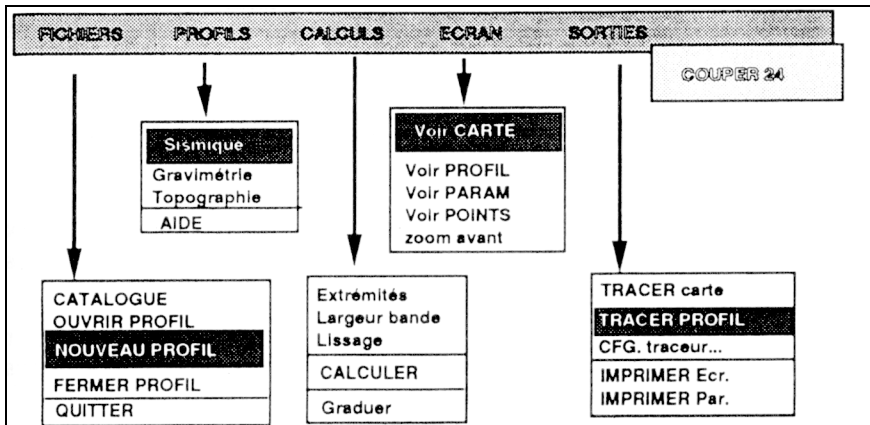 FICHIERS PROFILS CALCULS ECRAN SORTIES
COUPER 24
Sismique
Gravimétrie
Topographie
AIDE
Voir CARTE
Voir PROFIL
Voir PARAM
Voir POINTS
zoom avant
CATALOGUE
OUVRIR PROFIL
NOUVEAU PROFIL
FERMER PROFIL
QUITTER
Extrémités
Largeur bande
Lissage
CALCULER
Graduer
TRACER carte
TRACER PROFIL
CFG. traceur...
IMPRIMER Ecr.
IMPRIMER Par.